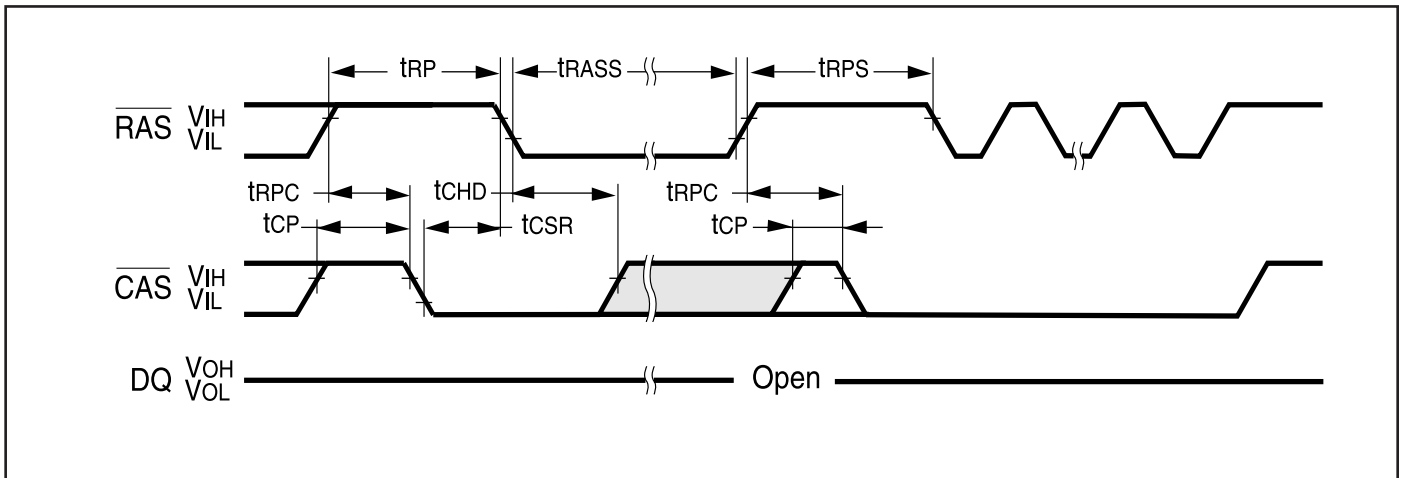 tRP tRASS tRPS
RAS VIH
VIL
tRPC tCHD tRPC
tCP tCSR tCP
CAS VIH
VIL
DQ VOH
VOL
Open